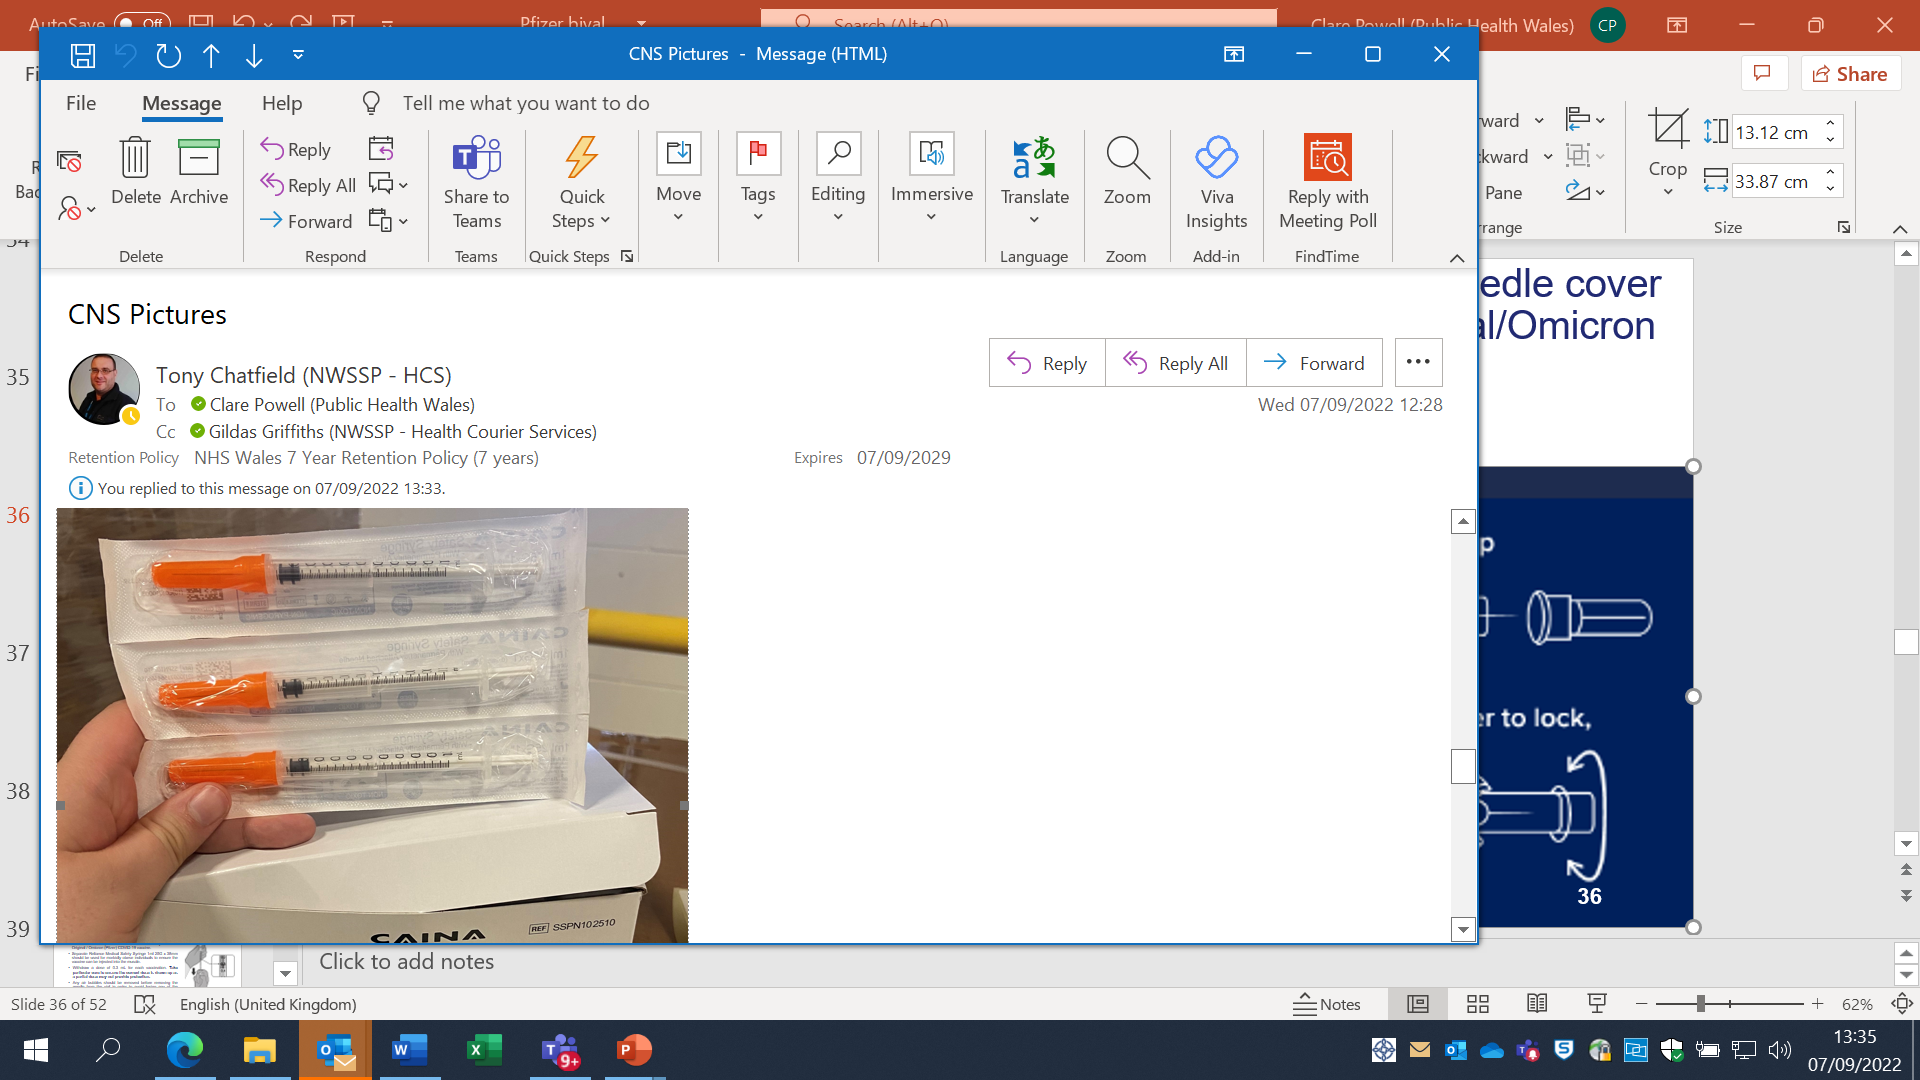 AutoSave Off
Pfizer bival
Search (Alt+Q)
Clare Powell (Public Health Wales) CP
CNS Pictures - Message (HTML)
File Message Help Tell me what you want to do
Share
Delete Archive
Reply
Reply All
Forward
Share to
Teams
Quick
Steps
Move
Tags
Editing
Immersive
Translate
Zoom
Viva
Insights
Reply with
Meeting Poll
Delete Respond Teams Quick Steps Language Zoom Add-in FindTime
ward
ckward
Pane
rrange
Crop
13.12 cm
33.87 cm
Size
CNS Pictures
Tony Chatfield (NWSSP - HCS)
To Clare Powell (Public Health Wales)
Cc Gildas Griffiths (NWSSP - Health Courier Services)
Reply Reply All Forward
Wed 07/09/2022 12:28
Retention Policy NHS Wales 7 Year Retention Policy (7 years) Expires 07/09/2029
You replied to this message on 07/09/2022 13:33.
edle cover
al/Omicron
34
35
36
37
38
39
p
er to lock,
36
REF SSPN102510
CAINA
Click to add notes
Slide 36 of 52 English (United Kingdom) Notes 62%
9+
13:35
07/09/2022